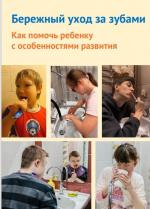 Бережный уход за зубами
Как помочь ребенку
с особенностями развития